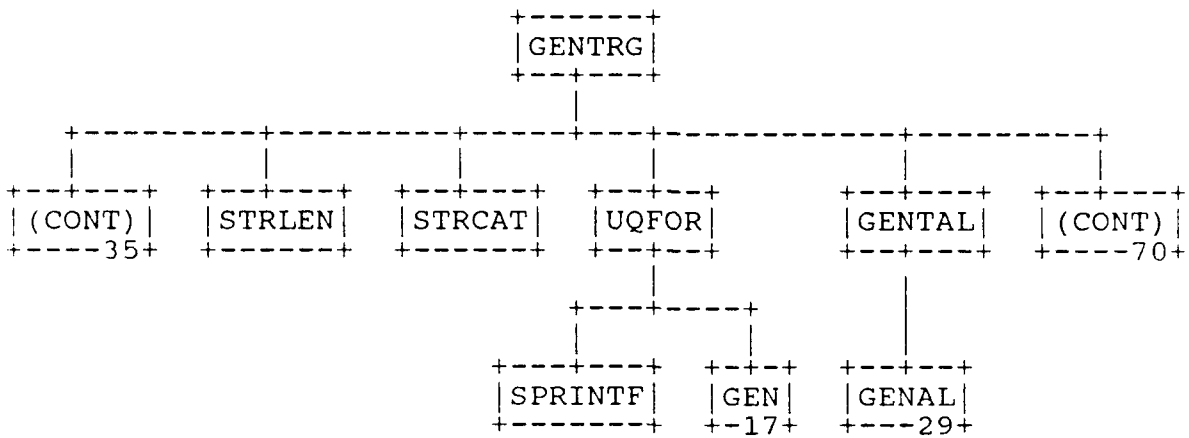 GENTRG
(CONT) STRLEN STRCAT UQFOR GENTAL (CONT)
35 70
SPRINTF GEN GENAL
17 29